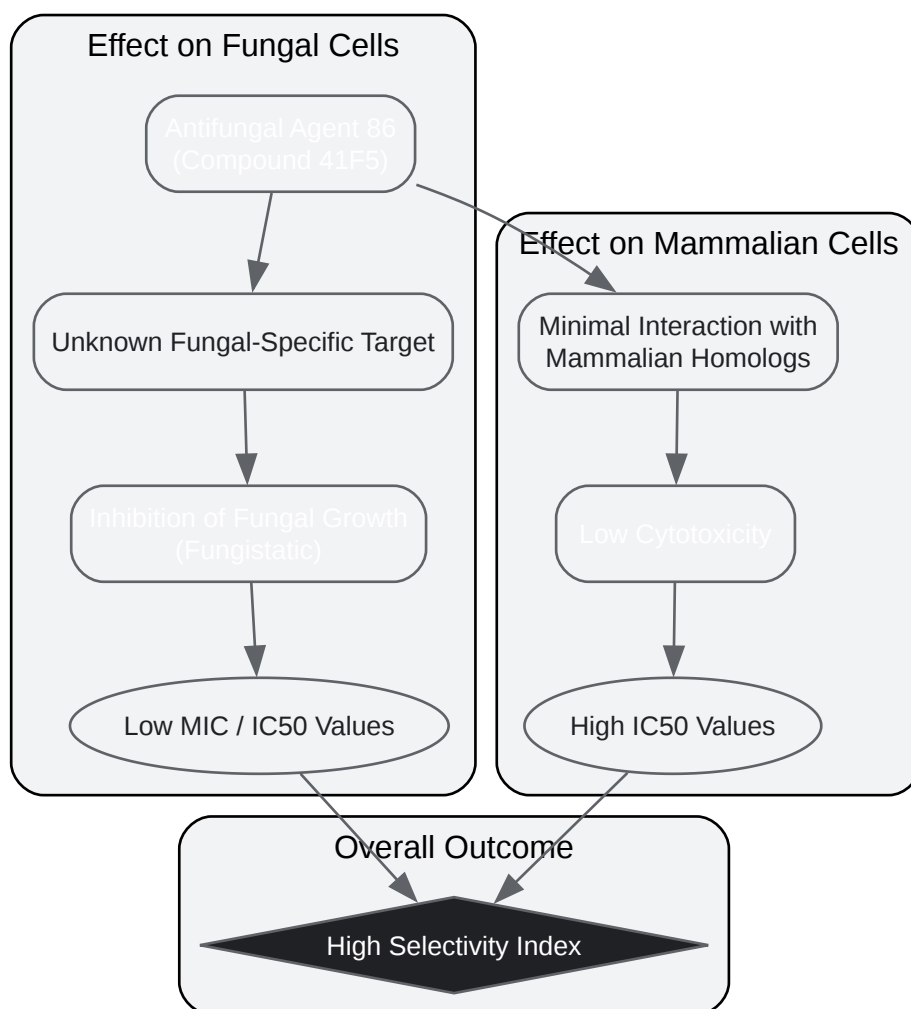 Effect on Fungal Cells
Antifungal Agent 86
(Compound 41F5)
Effect on Mammalian Cells
Unknown Fungal-Specific Target
Minimal Interaction with
Mammalian Homologs
Inhibition of Fungal Growth
(Fungistatic)
Low Cytotoxicity
Low MIC / IC50 Values
High IC50 Values
Overall Outcome
High Selectivity Index